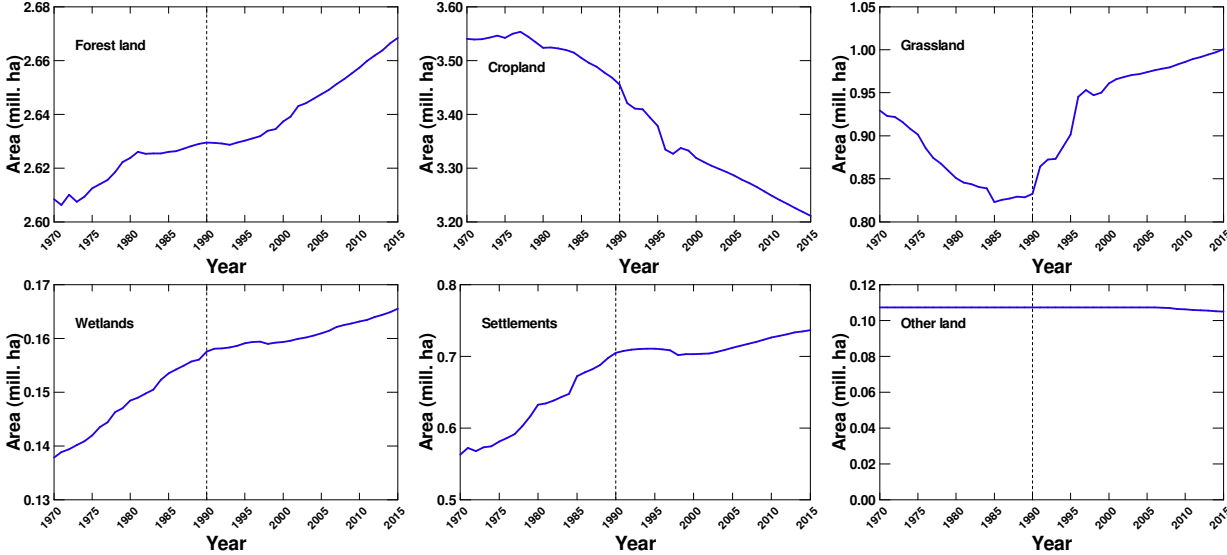 2.68
2.66
2.64
2.62
2.60
Area (mill. ha)
Forest land
1970 1975 1980 1985 1990 1995 2000 2005 2010 2015
Year
3.60
3.50
3.40
3.30
3.20
Area (mill. ha)
Cropland
1970 1975 1980 1985 1990 1995 2000 2005 2010 2015
Year
1.05
1.00
0.95
0.90
0.85
0.80
Area (mill. ha)
Grassland
1970 1975 1980 1985 1990 1995 2000 2005 2010 2015
Year
0.17
0.16
0.15
0.14
0.13
Area (mill. ha)
Wetlands
1970 1975 1980 1985 1990 1995 2000 2005 2010 2015
Year
0.8
0.7
0.6
0.5
Area (mill. ha)
Settlements
1970 1975 1980 1985 1990 1995 2000 2005 2010 2015
Year
0.12
0.10
0.08
0.06
0.04
0.02
0.00
Area (mill. ha)
Other land
1970 1975 1980 1985 1990 1995 2000 2005 2010 2015
Year